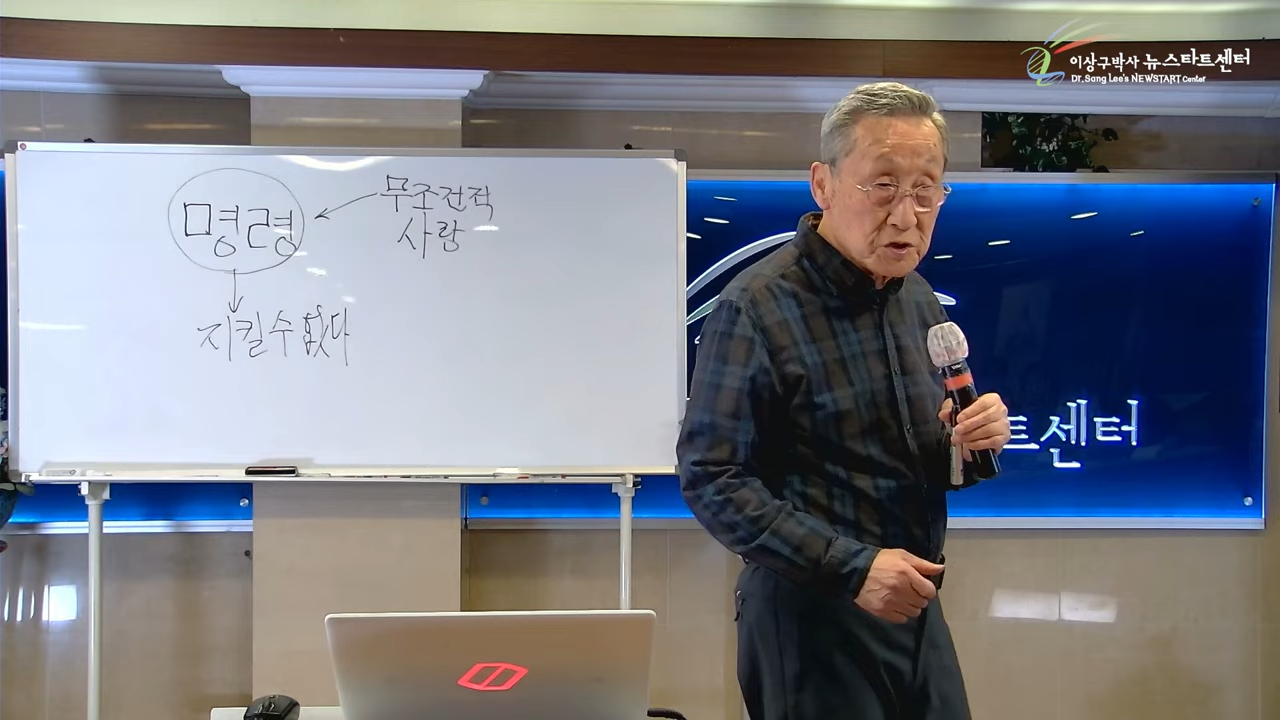 이상구박사 뉴스타트센터
Dr. Sang Lee's NEWSTART Center
명령
무조건적
사랑
지킬 수 없다
트센터